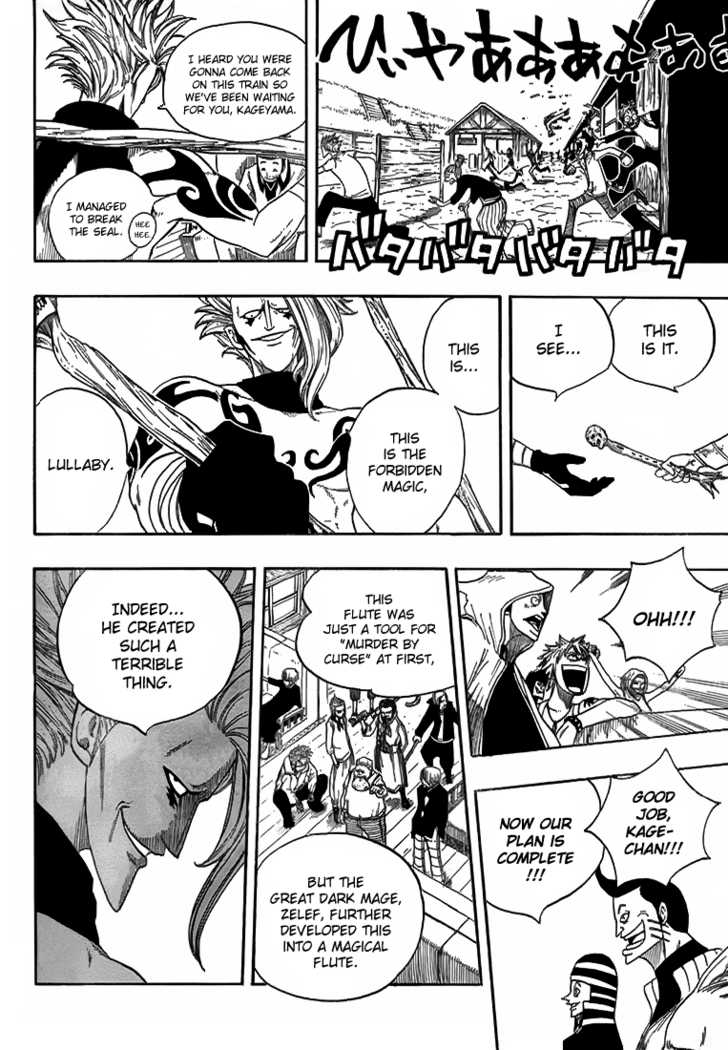 びぃやあああああ
バタバタバタバタ
I HEARD YOU WERE
GONNA COME BACK
ON THIS TRAIN SO
WE'VE BEEN WAITING
FOR YOU, KAGEYAMA.
I MANAGED
TO BREAK
THE SEAL.
HEE
HEE
THIS
IS IT.
I
SEE...
THIS
IS...
THIS
IS THE
FORBIDDEN
MAGIC,
LULLABY.
OHH!!!
GOOD
JOB,
KAGE-
CHAN!!!
NOW OUR
PLAN IS
COMPLETE
!!!
THIS
FLUTE WAS
JUST A TOOL FOR
"MURDER BY
CURSE" AT FIRST,
BUT THE
GREAT DARK MAGE,
ZELEF, FURTHER
DEVELOPED THIS
INTO A MAGICAL
FLUTE.
INDEED...
HE CREATED
SUCH A
TERRIBLE
THING.